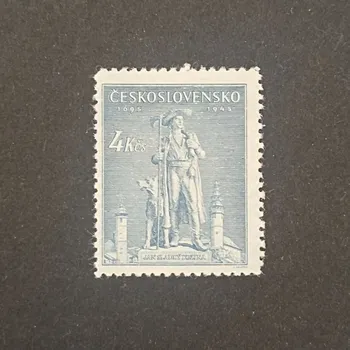 ČESKOSLOVENSKO
1695 1945
4 Kčs
JAN SLADKÝ KOZINA